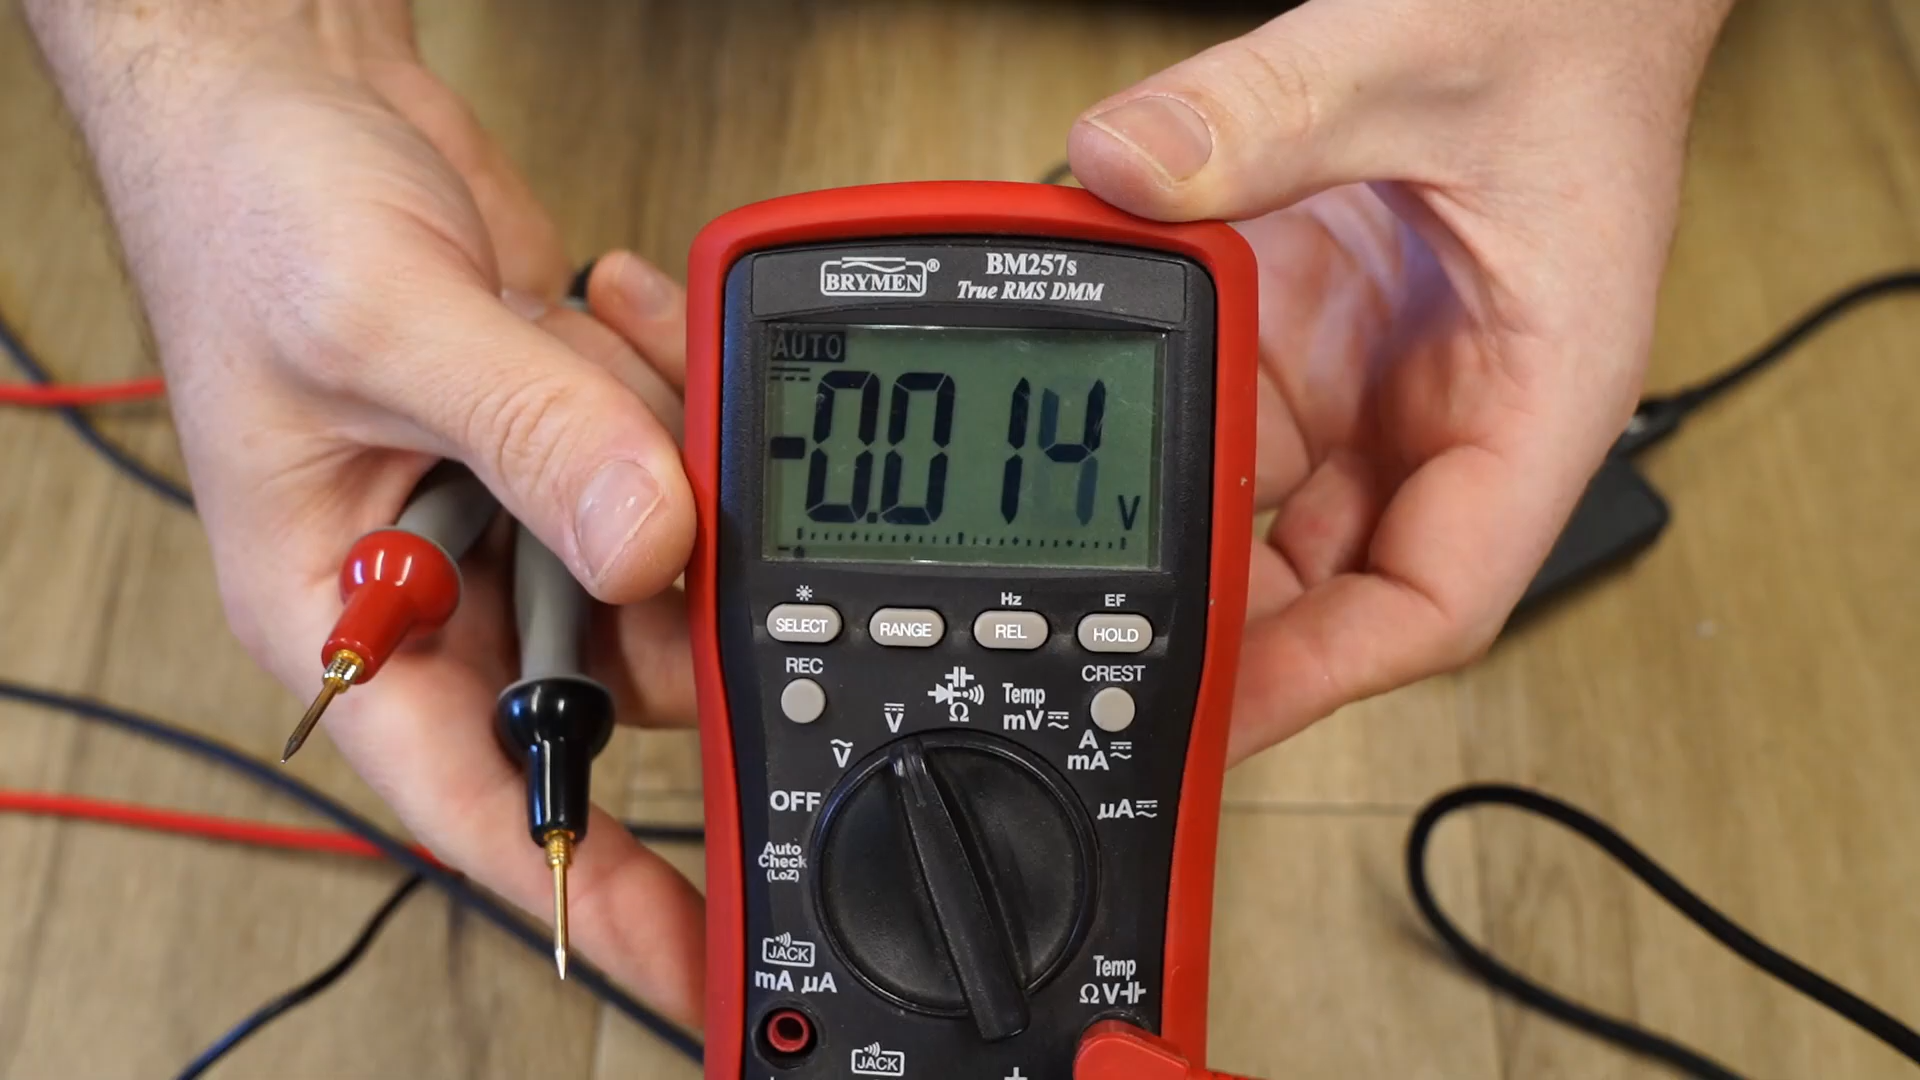 BRYMEN®
BM257s
True RMS DMM
AUTO
-0.014 V
SELECT
RANGE
Hz
REL
EF
HOLD
REC
CREST
Temp
mV
V
V
Ω
A
mA
OFF
µA
Auto
Check
(LoZ)
JACK
mA µA
Temp
Ω V
JACK